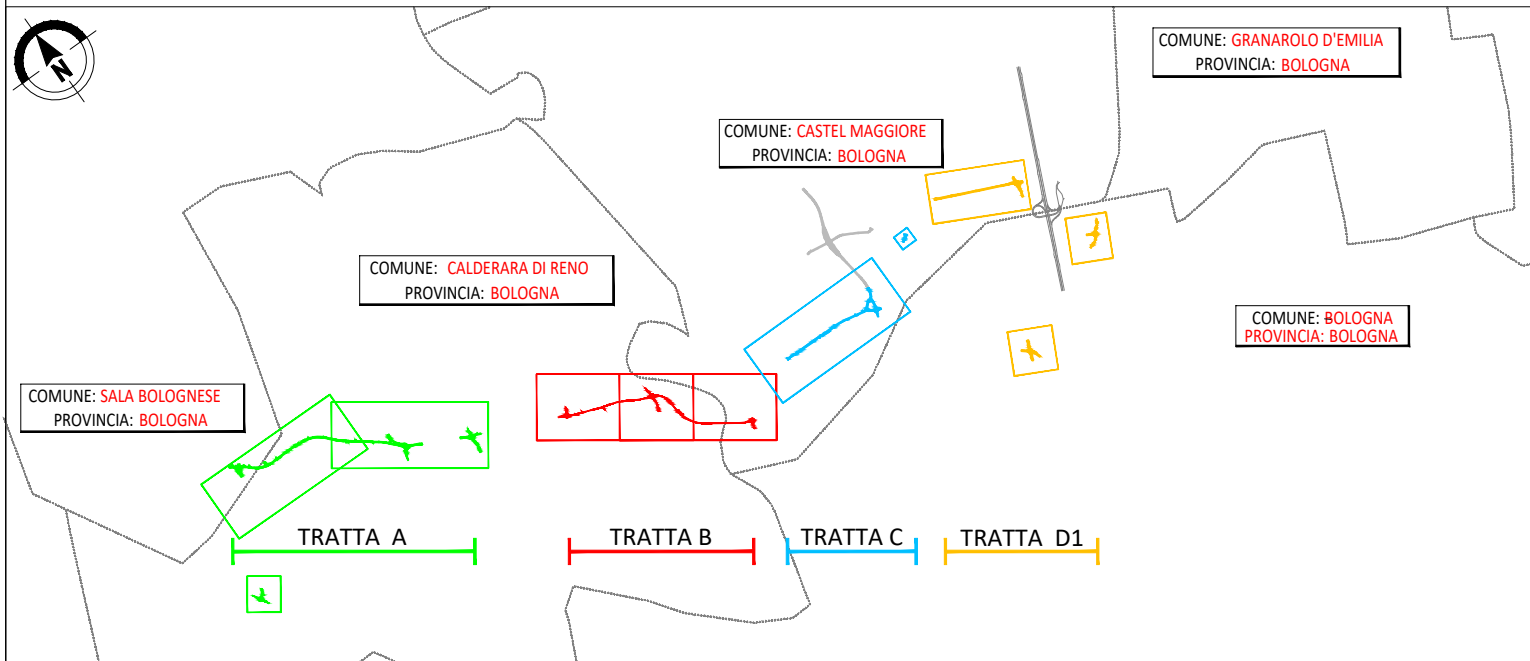 N
COMUNE: GRANAROLO D'EMILIA
PROVINCIA: BOLOGNA
COMUNE: CASTEL MAGGIORE
PROVINCIA: BOLOGNA
COMUNE: CALDERARA DI RENO
PROVINCIA: BOLOGNA
COMUNE: BOLOGNA
PROVINCIA: BOLOGNA
COMUNE: SALA BOLOGNESE
PROVINCIA: BOLOGNA
TRATTA A
TRATTA B
TRATTA C
TRATTA D1